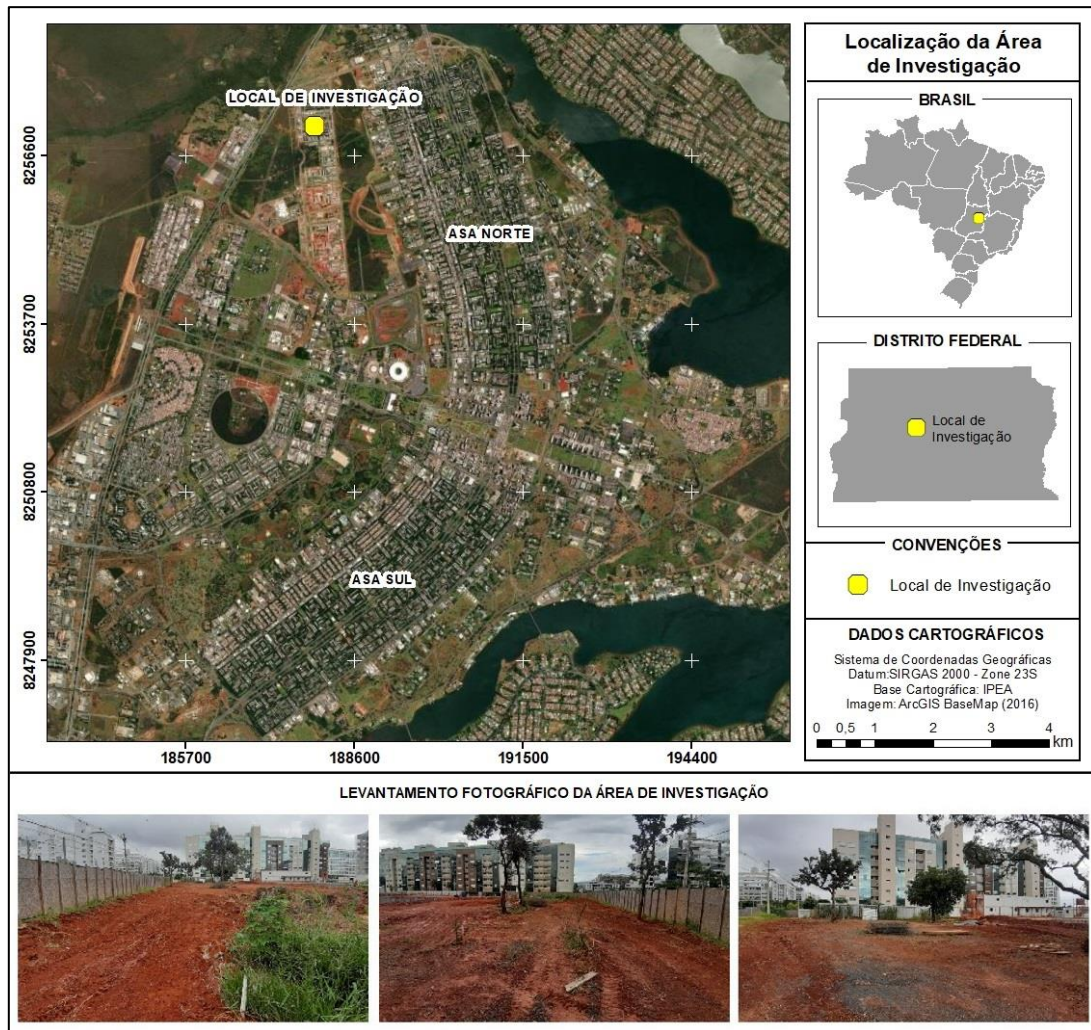 LOCAL DE INVESTIGAÇÃO
ASA NORTE
ASA SUL
8256600
8253700
8250800
8247900
185700
188600
191500
194400
Localização da Área
de Investigação
BRASIL
DISTRITO FEDERAL
Local de
Investigação
CONVENÇÕES
Local de Investigação
DADOS CARTOGRÁFICOS
Sistema de Coordenadas Geográficas
Datum:SIRGAS 2000 - Zone 23S
Base Cartográfica: IPEA
Imagem: ArcGIS BaseMap (2016)
0 0,5 1 2 3 4
km
LEVANTAMENTO FOTOGRÁFICO DA ÁREA DE INVESTIGAÇÃO